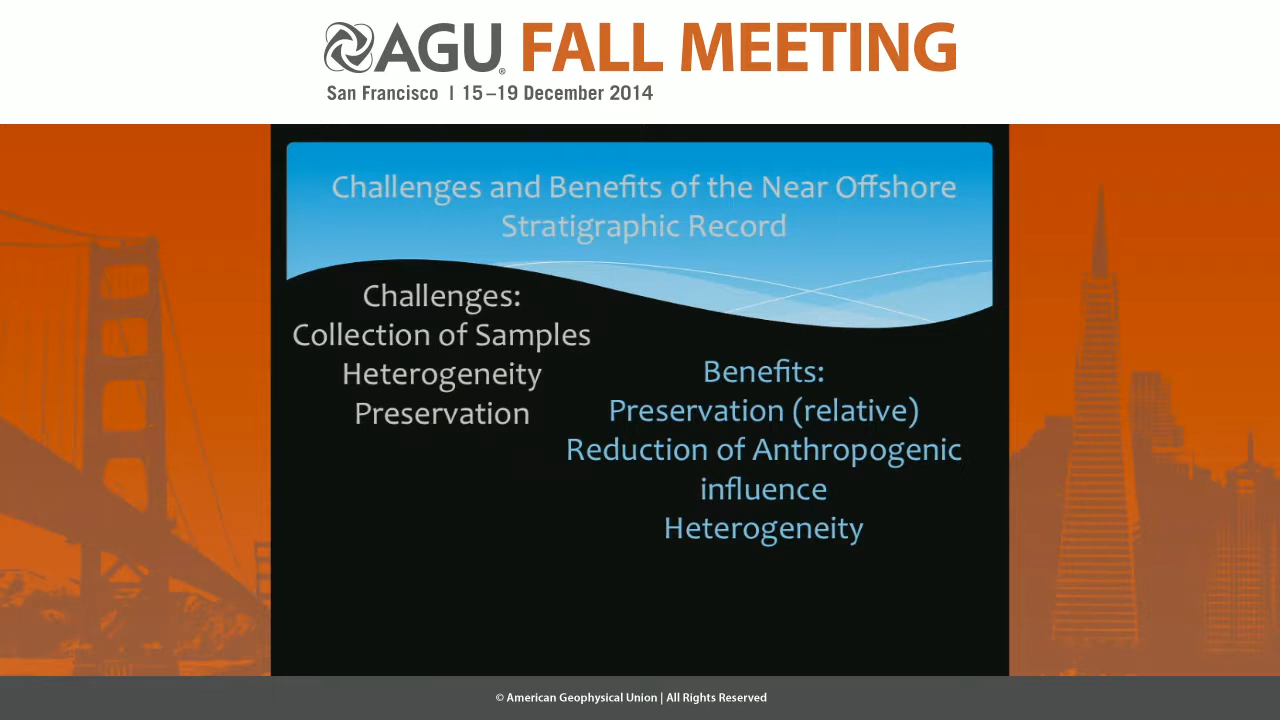 AGU® FALL MEETING
San Francisco | 15–19 December 2014
Challenges and Benefits of the Near Offshore
Stratigraphic Record
Challenges:
Collection of Samples
Heterogeneity
Preservation
Benefits:
Preservation (relative)
Reduction of Anthropogenic
influence
Heterogeneity
© American Geophysical Union | All Rights Reserved